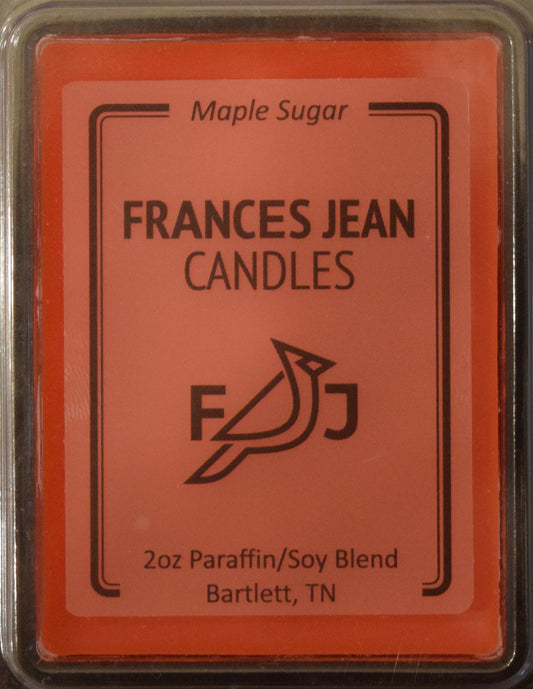 Maple Sugar
FRANCES JEAN
CANDLES
F J
2oz Paraffin/Soy Blend
Bartlett, TN